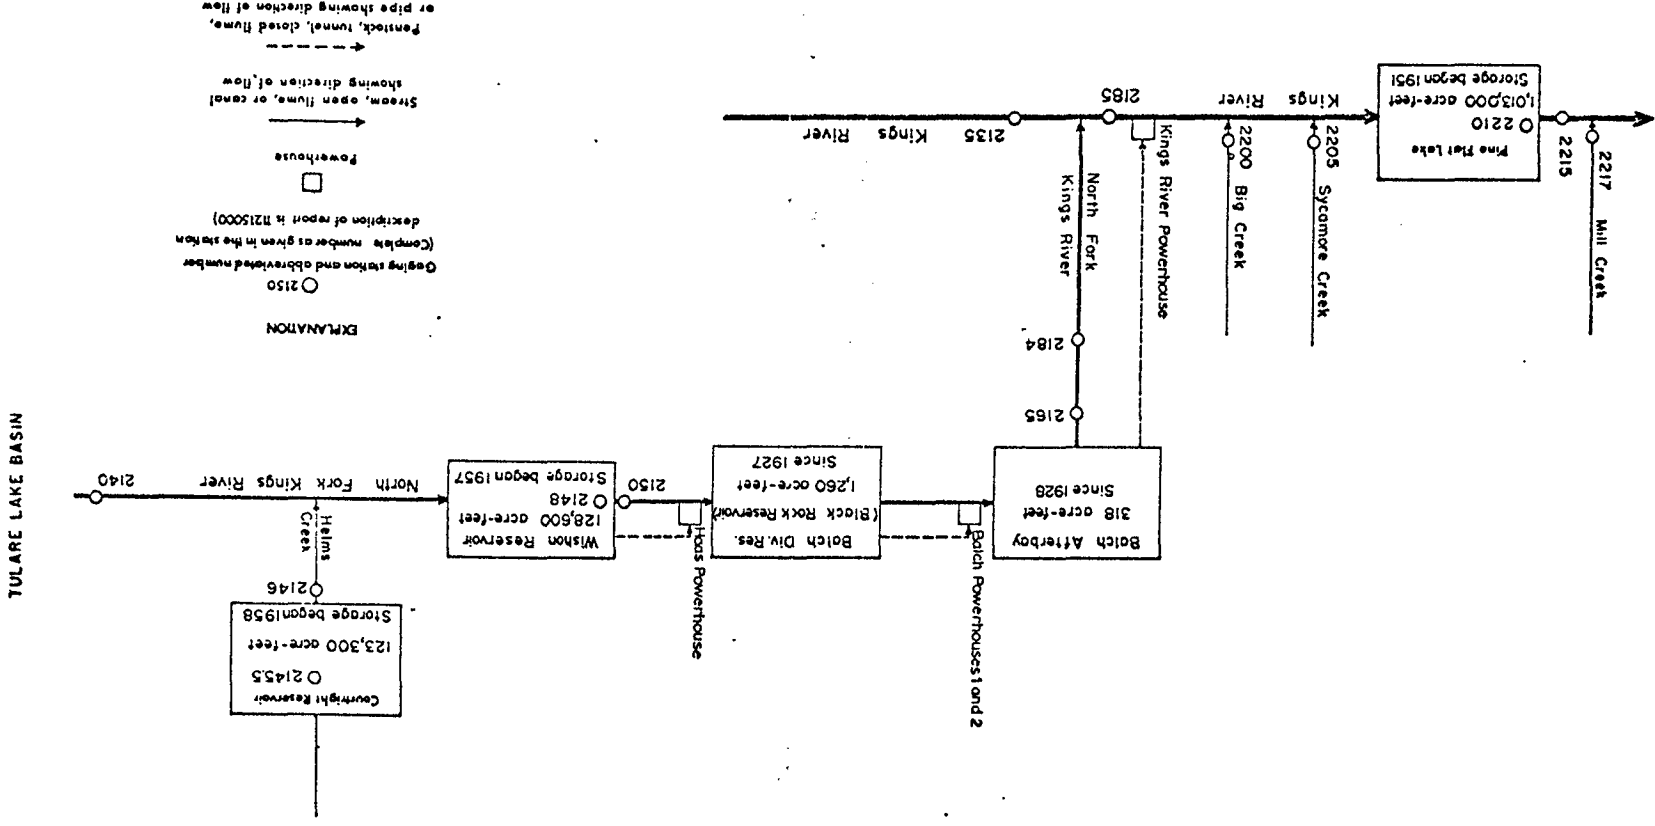 TULARE LAKE BASIN
EXPLANATION
2150
Gaging station and abbreviated number
(Complete number as given in the station
description of report is 11215000)
Powerhouse
Stream, open flume, or canal
showing direction of flow
Penstock, tunnel, closed flume,
or pipe showing direction of flow
2140
North Fork Kings River
Helms
Creek
2146
Courtright Reservoir
2145.5
123,300 acre-feet
Storage began 1958
Wishon Reservoir
128,600 acre-feet
2148
Storage began 1957
2150
Haas Powerhouse
Balch Div. Res.
(Black Rock Reservoir)
1,260 acre-feet
Since 1927
Balch Powerhouses 1 and 2
Balch Afterbay
318 acre-feet
Since 1928
2165
2184
North Fork
Kings River
Kings River Powerhouse
Kings River
2135
2185
Kings River
2200 Big Creek
2205 Sycamore Creek
Pine Flat Lake
2210
1,013,000 acre-feet
Storage began 1951
2215
2217 Mill Creek